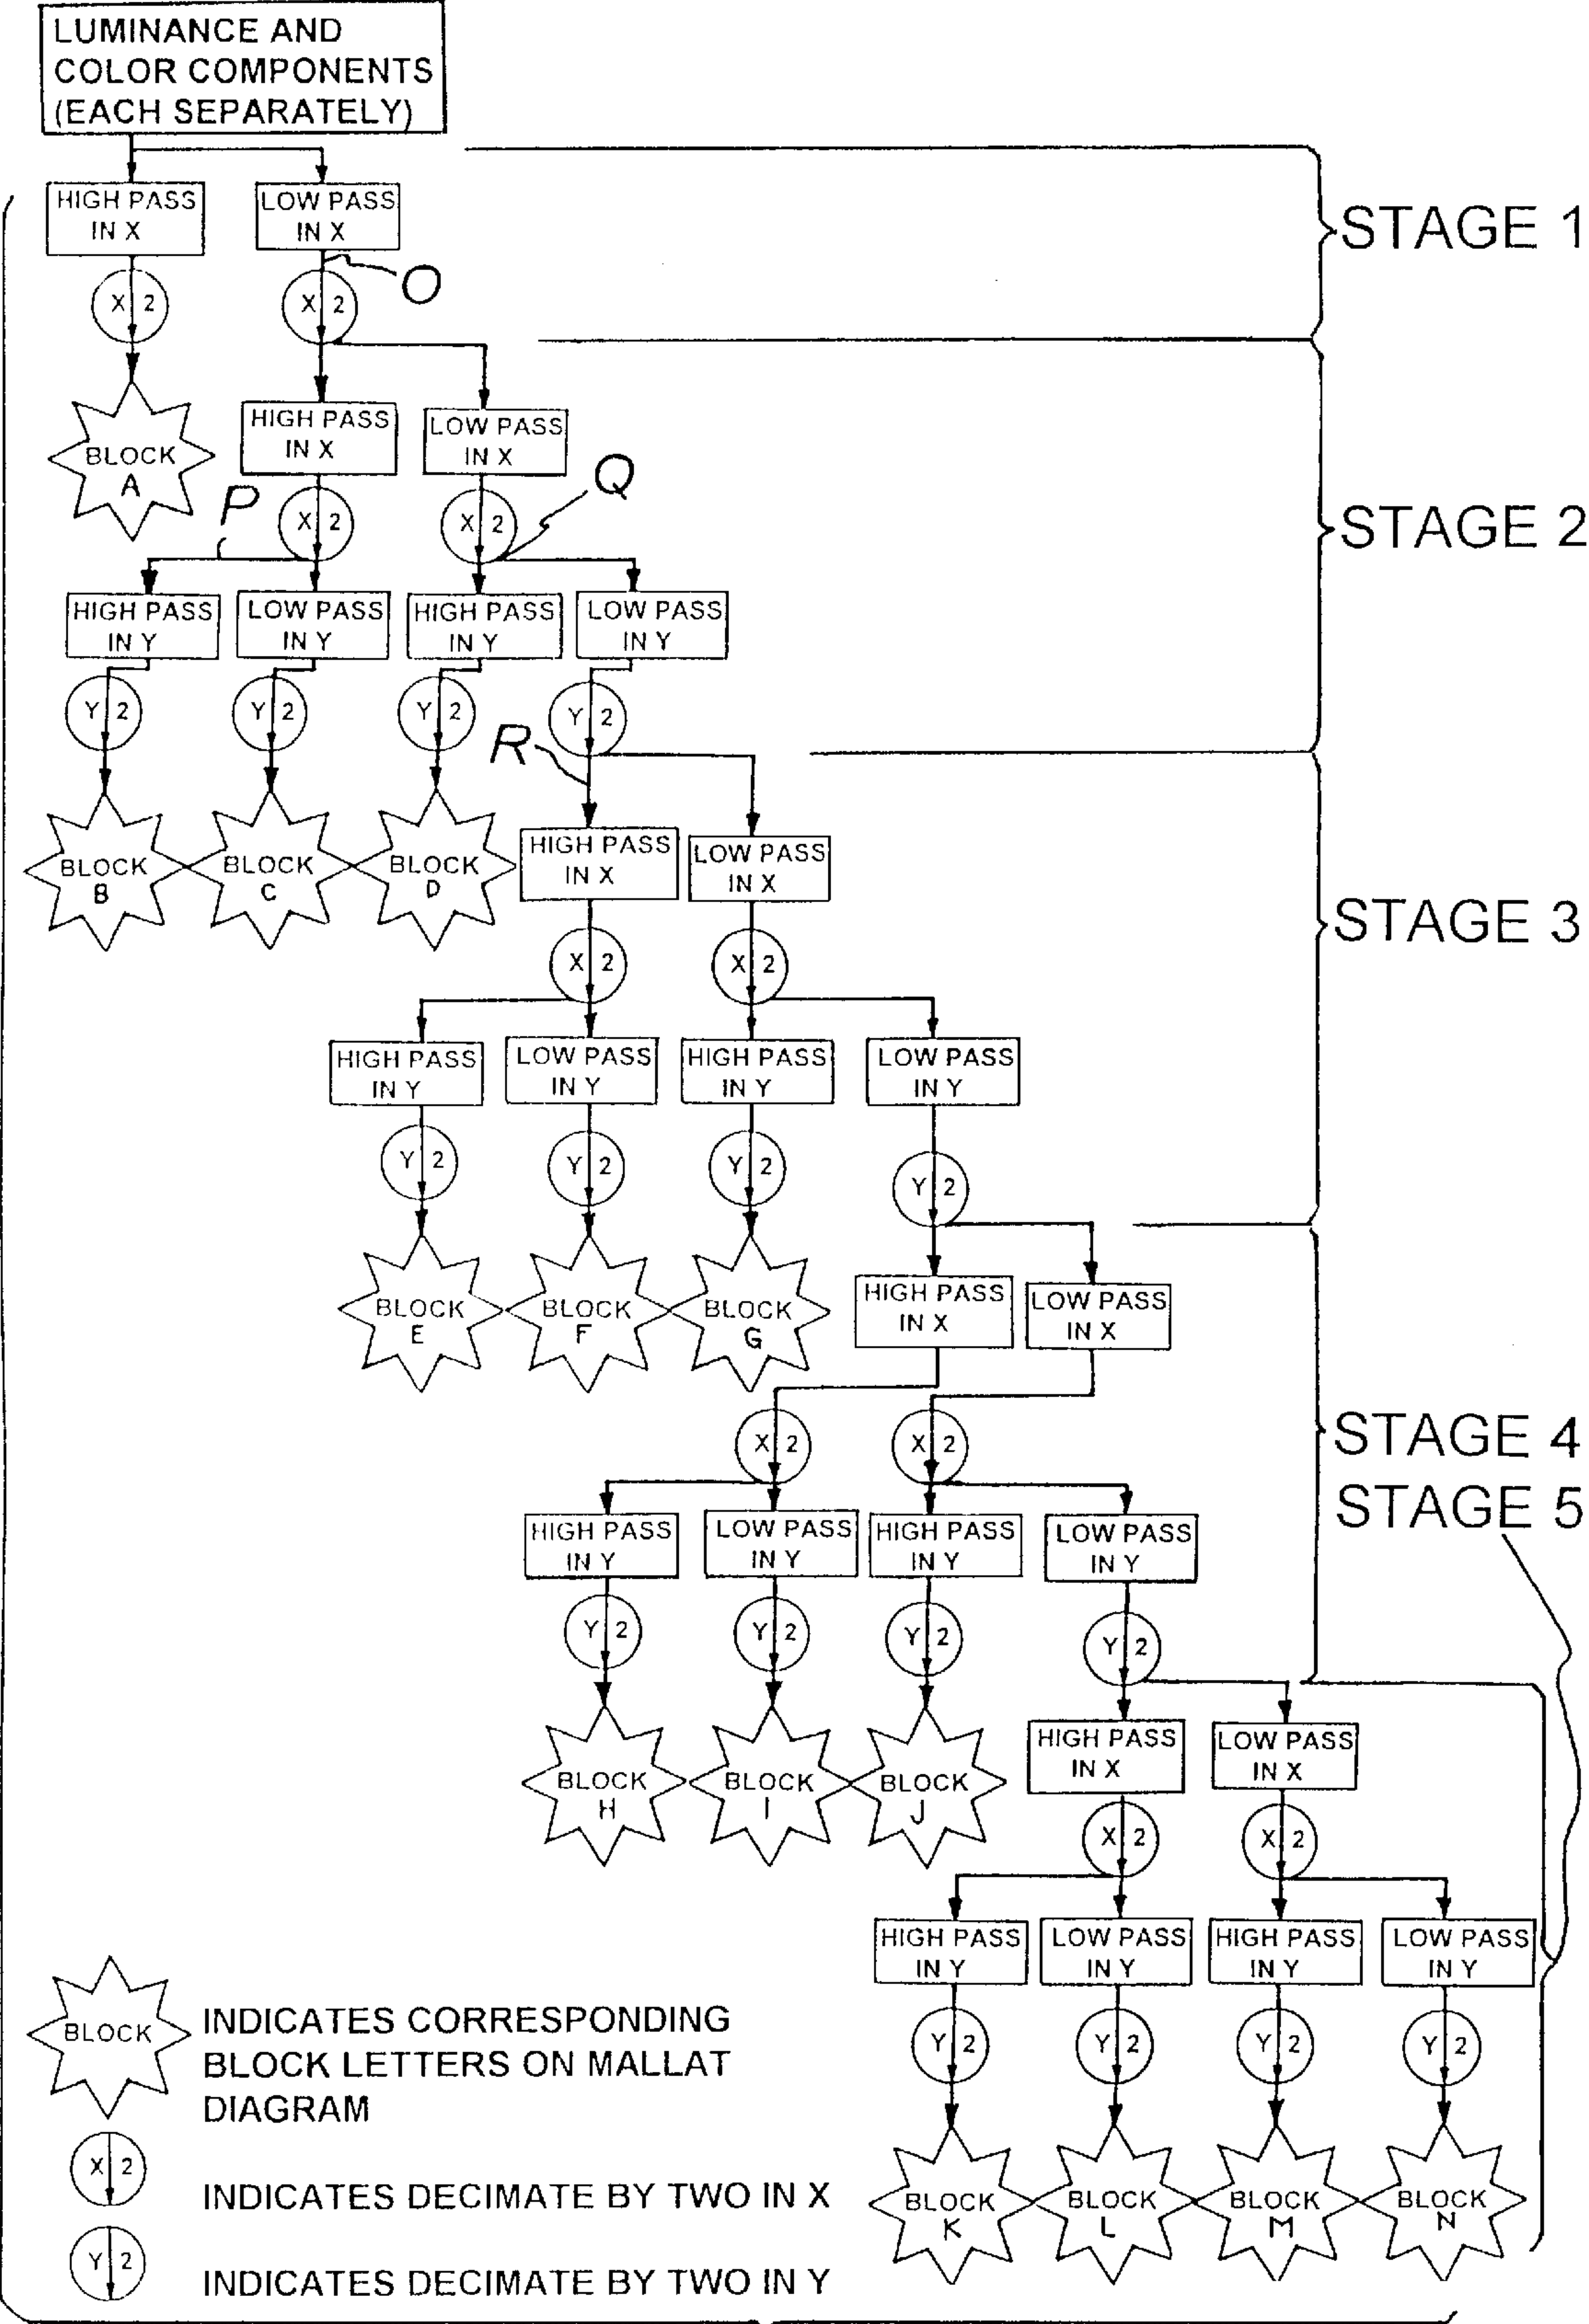 LUMINANCE AND
COLOR COMPONENTS
(EACH SEPARATELY)
HIGH PASS
IN X
LOW PASS
IN X
STAGE 1
O
X 2
X 2
BLOCK
A
HIGH PASS
IN X
LOW PASS
IN X
STAGE 2
P
Q
X 2
X 2
HIGH PASS
IN Y
LOW PASS
IN Y
HIGH PASS
IN Y
LOW PASS
IN Y
Y 2
Y 2
Y 2
Y 2
R
BLOCK
B
BLOCK
C
BLOCK
D
HIGH PASS
IN X
LOW PASS
IN X
STAGE 3
X 2
X 2
HIGH PASS
IN Y
LOW PASS
IN Y
HIGH PASS
IN Y
LOW PASS
IN Y
Y 2
Y 2
Y 2
Y 2
BLOCK
E
BLOCK
F
BLOCK
G
HIGH PASS
IN X
LOW PASS
IN X
STAGE 4
STAGE 5
X 2
X 2
HIGH PASS
IN Y
LOW PASS
IN Y
HIGH PASS
IN Y
LOW PASS
IN Y
Y 2
Y 2
Y 2
Y 2
BLOCK
H
BLOCK
I
BLOCK
J
HIGH PASS
IN X
LOW PASS
IN X
X 2
X 2
HIGH PASS
IN Y
LOW PASS
IN Y
HIGH PASS
IN Y
LOW PASS
IN Y
Y 2
Y 2
Y 2
Y 2
BLOCK
K
BLOCK
L
BLOCK
M
BLOCK
N
BLOCK
INDICATES CORRESPONDING
BLOCK LETTERS ON MALLAT
DIAGRAM
X 2
INDICATES DECIMATE BY TWO IN X
Y 2
INDICATES DECIMATE BY TWO IN Y